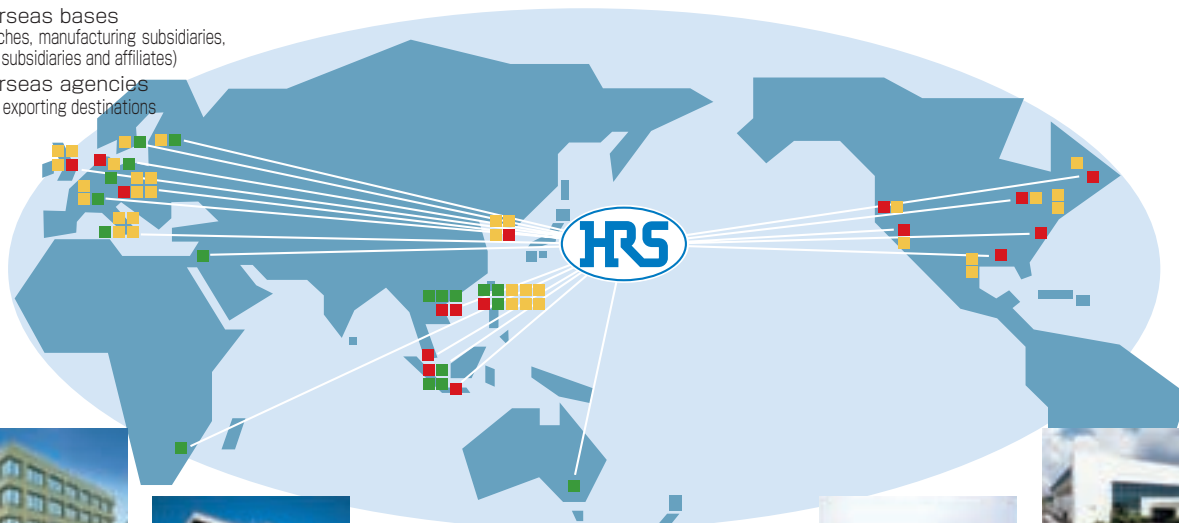 rseas bases
ches, manufacturing subsidiaries,
subsidiaries and affiliates)
rseas agencies
exporting destinations
HRS